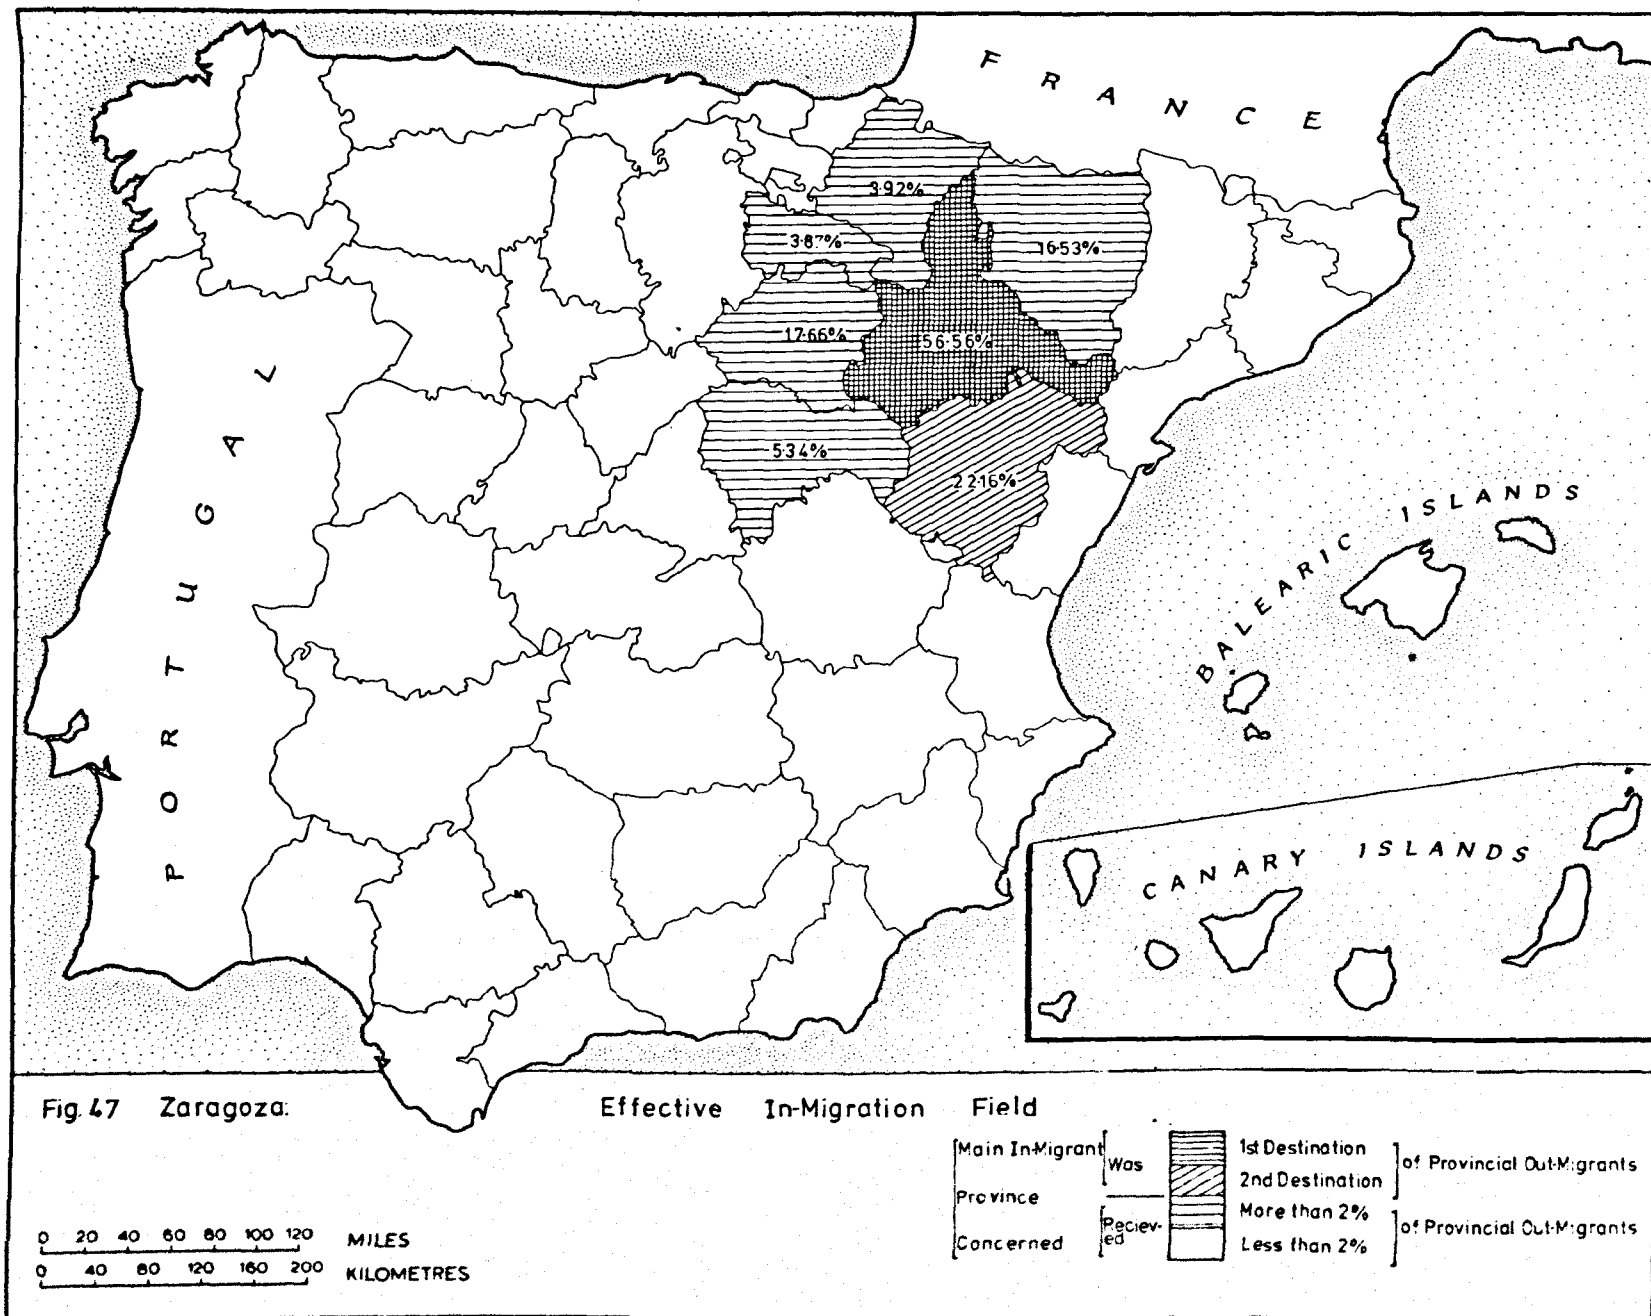 FRANCE
3·92%
3·87%
16·53%
17·66%
56·56%
5·34%
22·16%
PORTUGAL
BALEARIC ISLANDS
CANARY ISLANDS
Fig. 47 Zaragoza: Effective In-Migration Field
Main In-Migrant Province Concerned
Was
Reciev-
ed
1st Destination
2nd Destination
of Provincial Out-Migrants
More than 2%
Less than 2%
of Provincial Out-Migrants
0 20 40 60 80 100 120 MILES
0 40 80 120 160 200 KILOMETRES